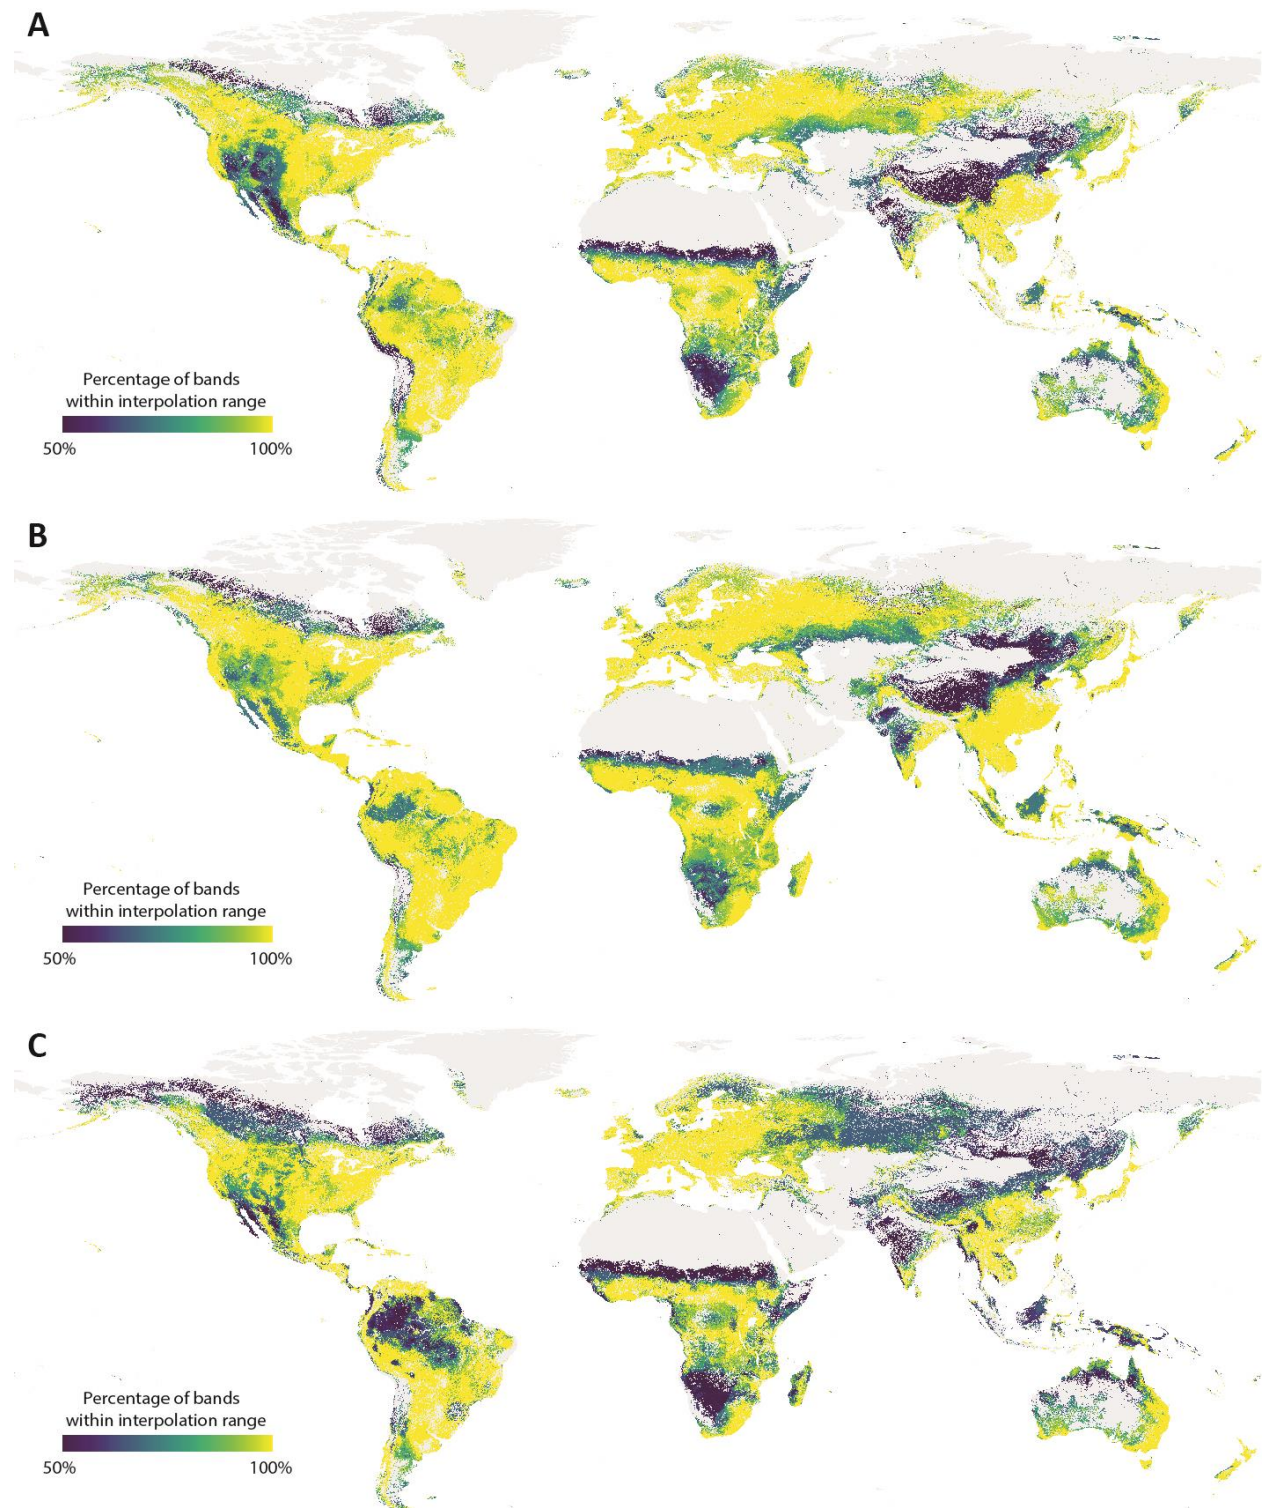 A
Percentage of bands
within interpolation range
50% 100%
B
Percentage of bands
within interpolation range
50% 100%
C
Percentage of bands
within interpolation range
50% 100%